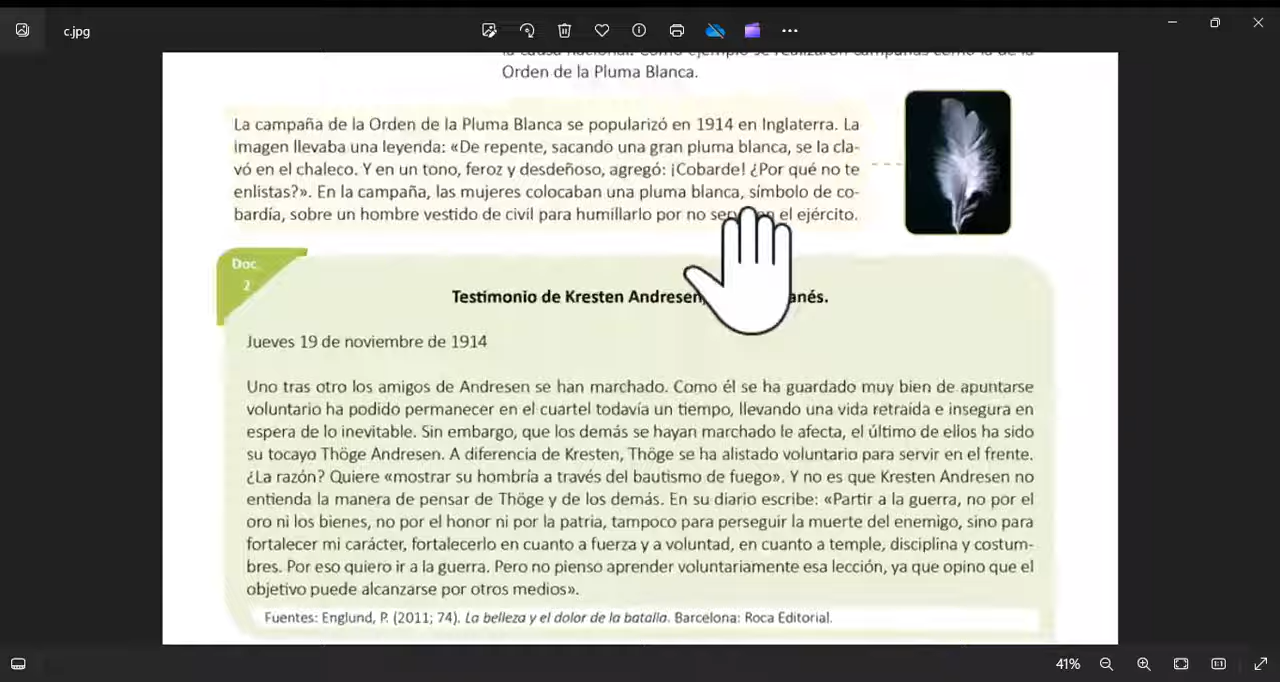 c.jpg
Orden de la Pluma Blanca.
La campaña de la Orden de la Pluma Blanca se popularizó en 1914 en Inglaterra. La
imagen llevaba una leyenda: «De repente, sacando una gran pluma blanca, se la cla-
vó en el chaleco. Y en un tono, feroz y desdeñoso, agregó: ¡Cobarde! ¿Por qué no te
enlistas?». En la campaña, las mujeres colocaban una pluma blanca, símbolo de co-
bardía, sobre un hombre vestido de civil para humillarlo por no el ejército.
Doc.
2
Testimonio de Kresten Andresen,
Jueves 19 de noviembre de 1914
Uno tras otro los amigos de Andresen se han marchado. Como él se ha guardado muy bien de apuntarse
voluntario ha podido permanecer en el cuartel todavía un tiempo, llevando una vida retraída e insegura en
espera de lo inevitable. Sin embargo, que los demás se hayan marchado le afecta, el último de ellos ha sido
su tocayo Thöge Andresen. A diferencia de Kresten, Thöge se ha alistado voluntario para servir en el frente.
¿La razón? Quiere «mostrar su hombría a través del bautismo de fuego». Y no es que Kresten Andresen no
entienda la manera de pensar de Thöge y de los demás. En su diario escribe: «Partir a la guerra, no por el
oro ni los bienes, no por el honor ni por la patria, tampoco para perseguir la muerte del enemigo, sino para
fortalecer mi carácter, fortalecerlo en cuanto a fuerza y a voluntad, en cuanto a temple, disciplina y costum-
bres. Por eso quiero ir a la guerra. Pero no pienso aprender voluntariamente esa lección, ya que opino que el
objetivo puede alcanzarse por otros medios».
Fuentes: Englund, P. (2011; 74). La belleza y el dolor de la batalla. Barcelona: Roca Editorial.
41%